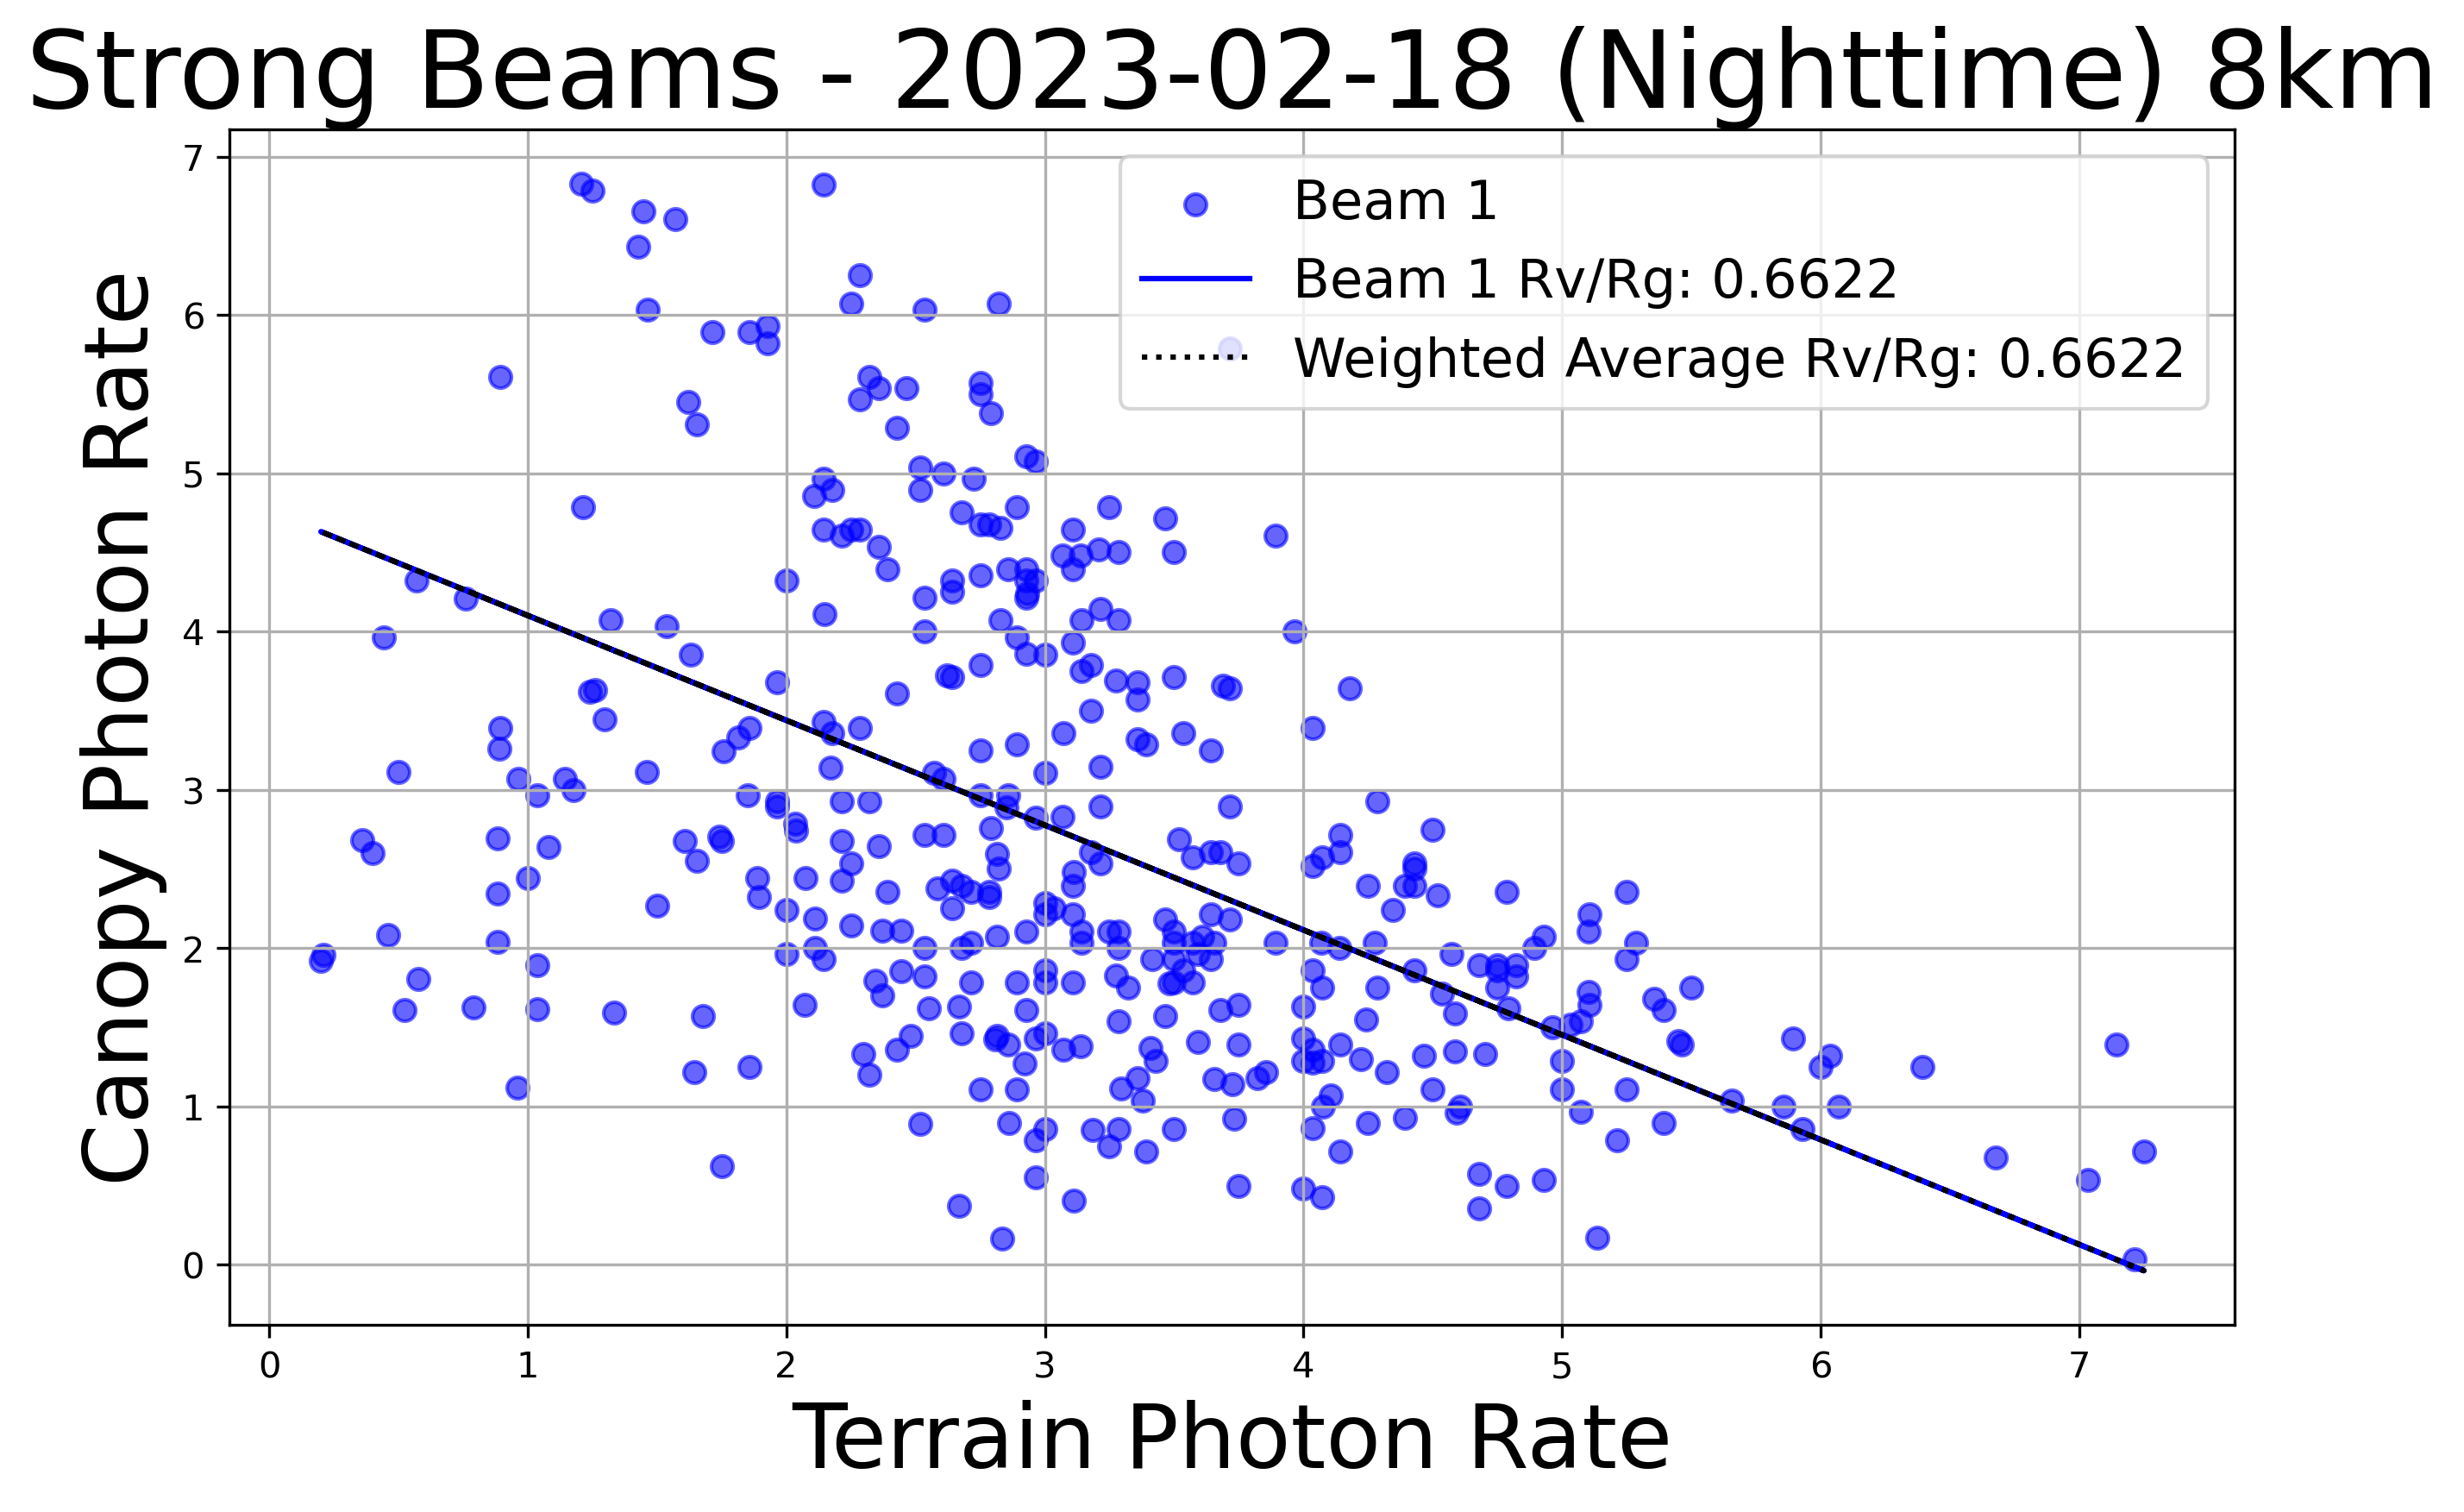 Strong Beams - 2023-02-18 (Nighttime) 8km
Beam 1
Beam 1 Rv/Rg: 0.6622
Weighted Average Rv/Rg: 0.6622
Canopy Photon Rate
7
6
5
4
3
2
1
0
0 1 2 3 4 5 6 7
Terrain Photon Rate